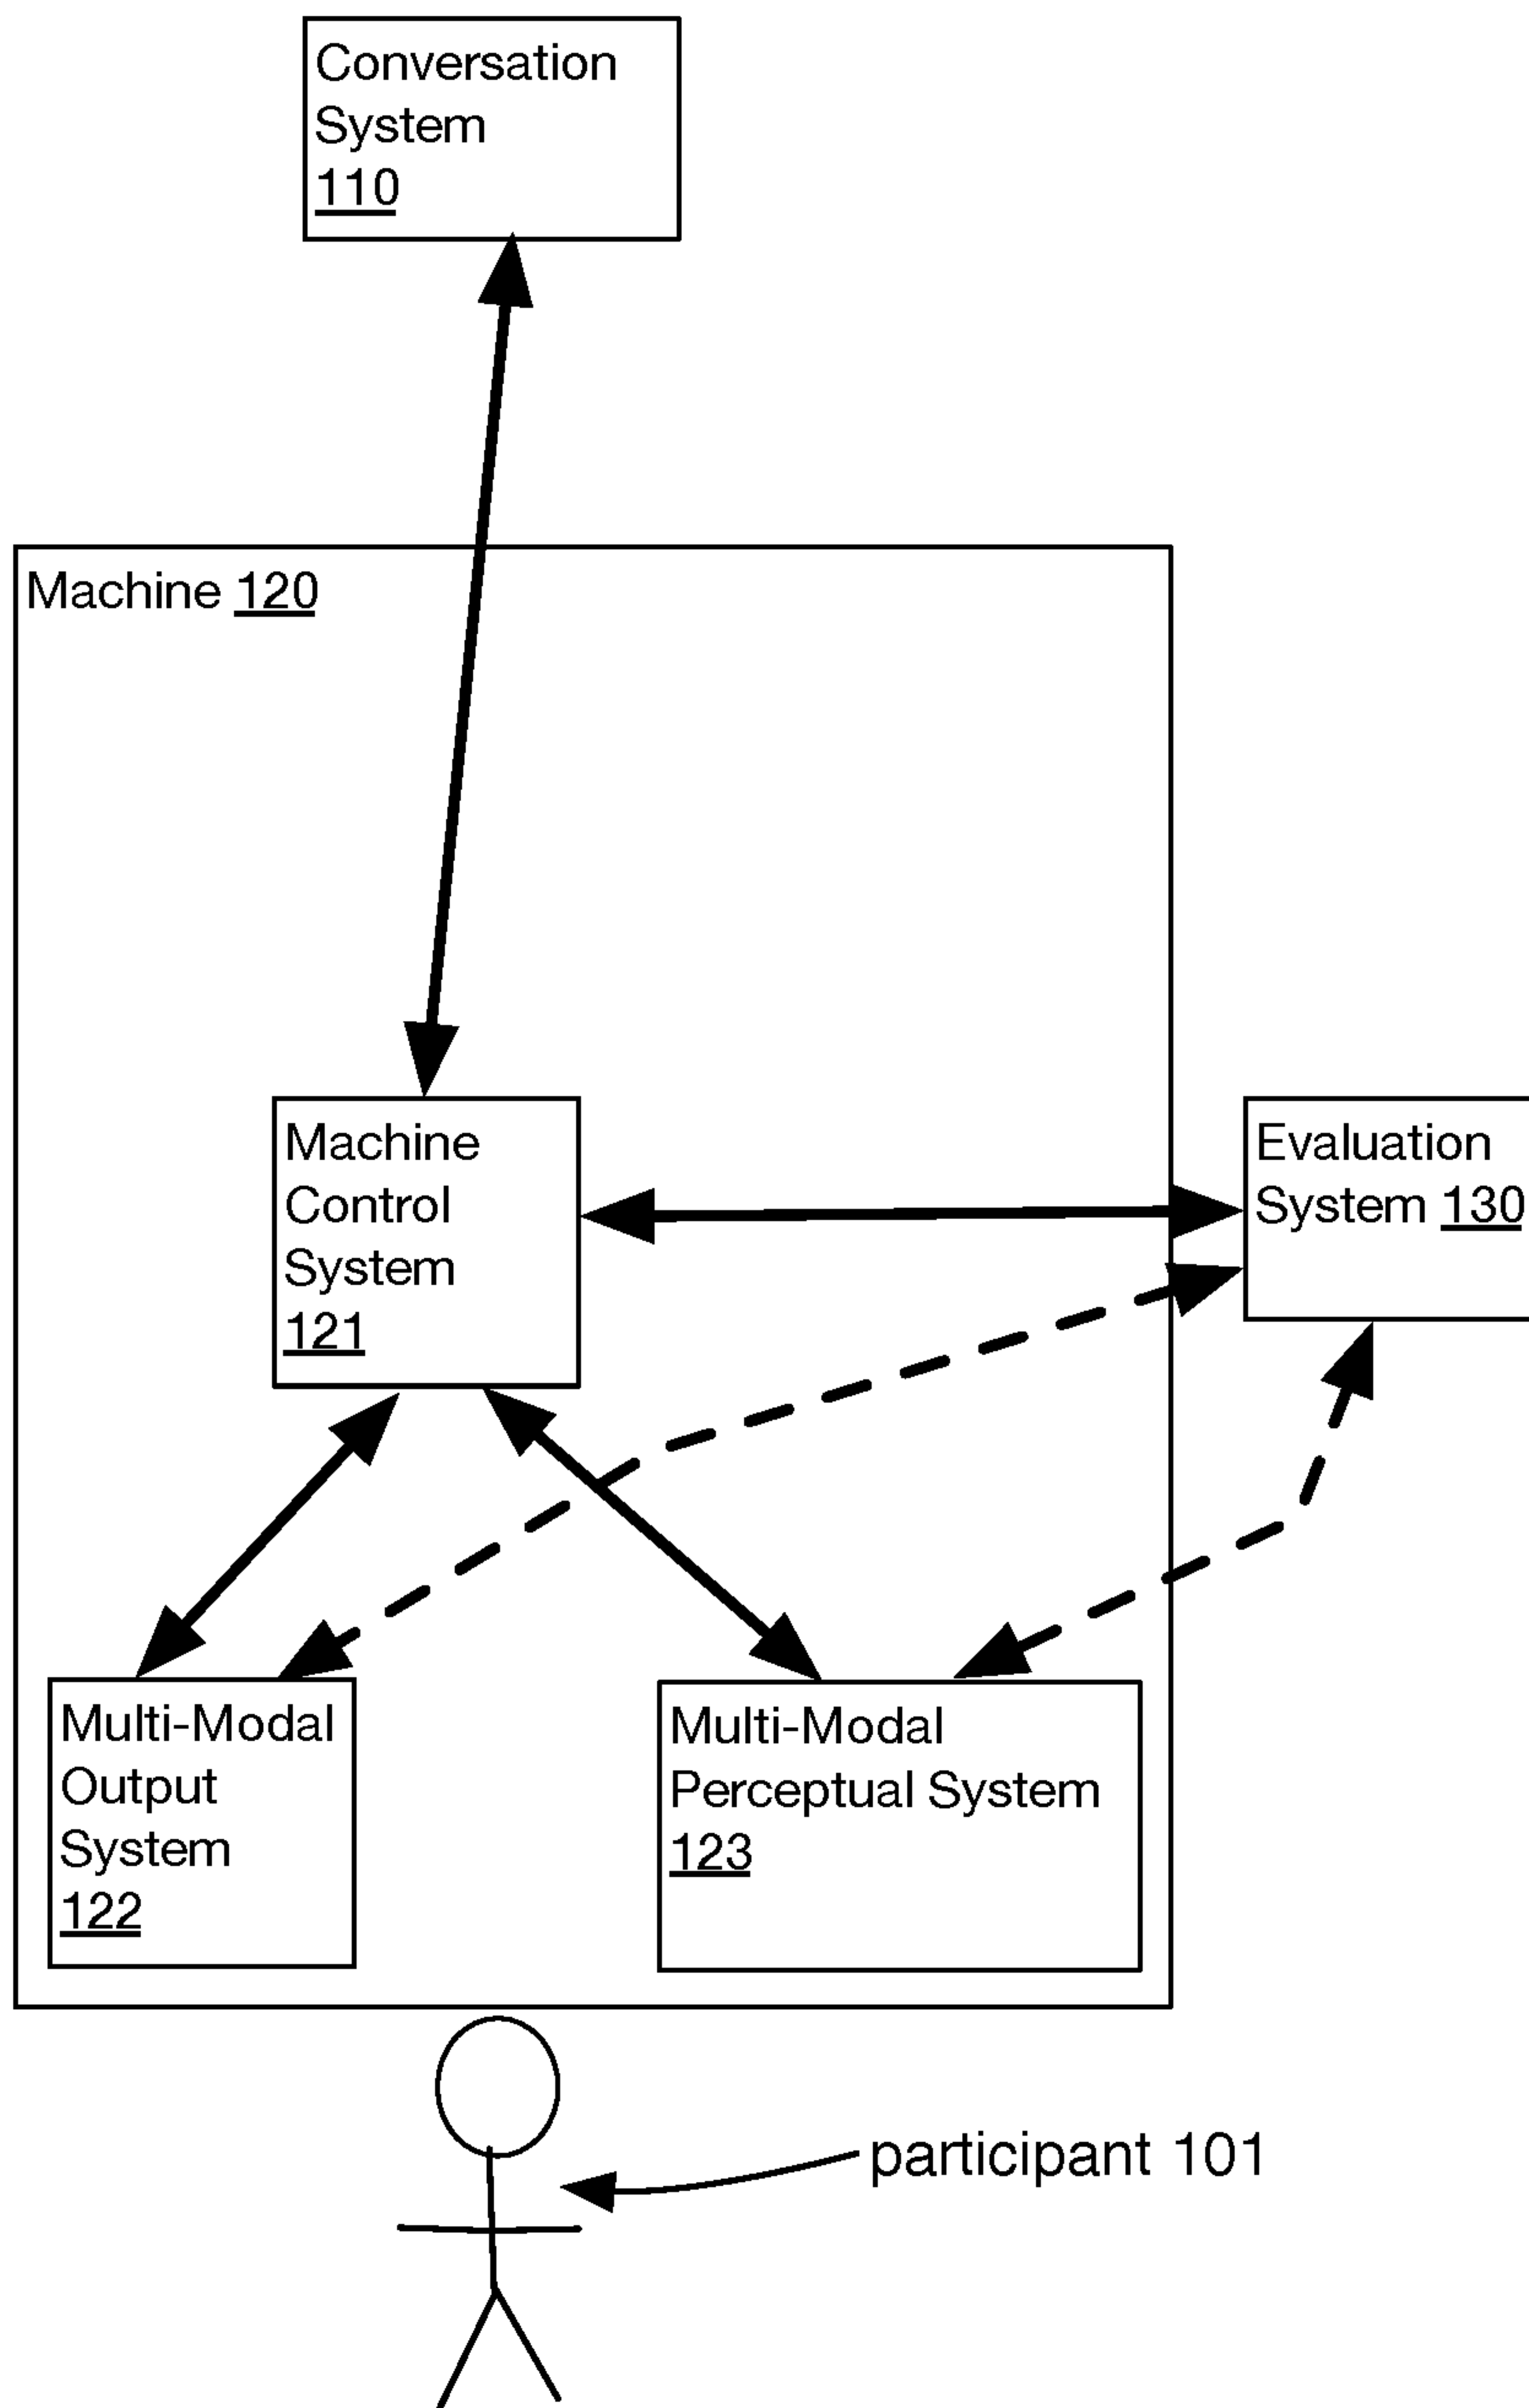 Conversation
System
110
Machine 120
Machine
Control
System
121
Evaluation
System 130
Multi-Modal
Output
System
122
Multi-Modal
Perceptual System
123
participant 101